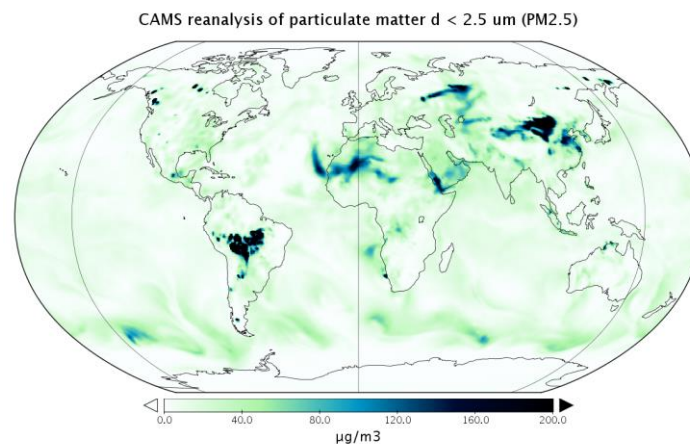 CAMS reanalysis of particulate matter d < 2.5 um (PM2.5)
0.0 40.0 80.0 120.0 160.0 200.0
µg/m3